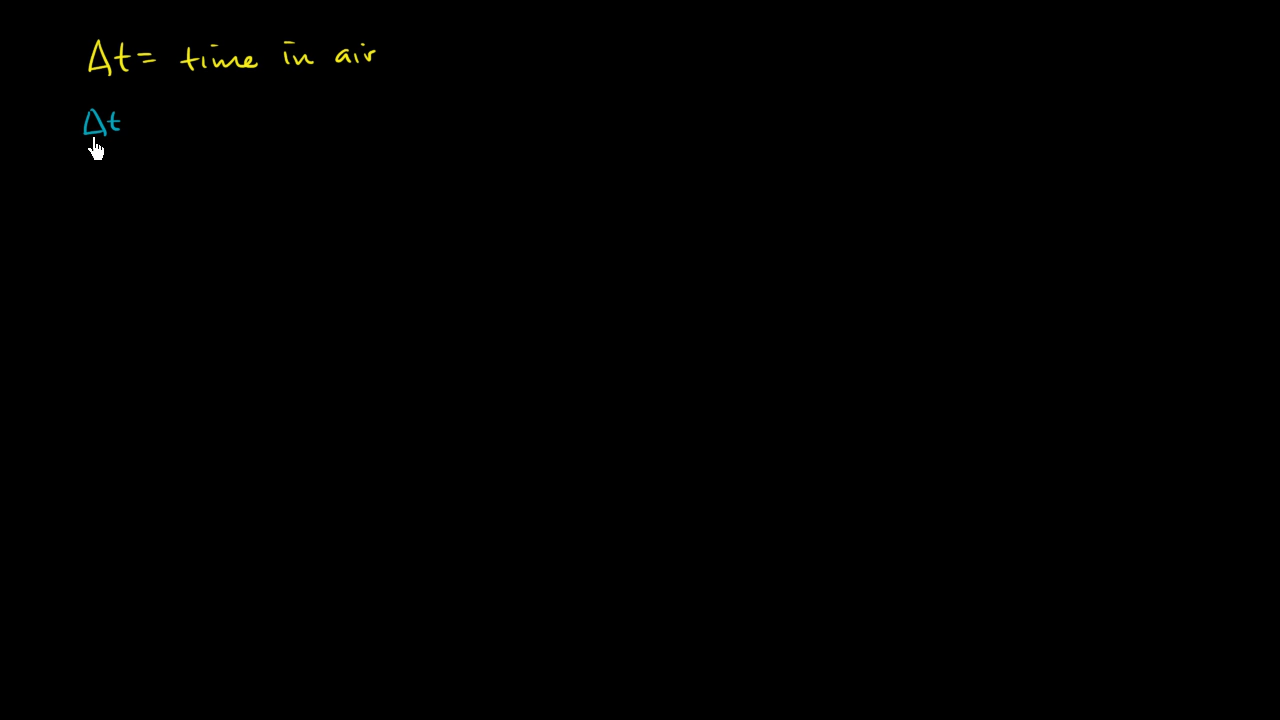 Δt = time in air
Δt